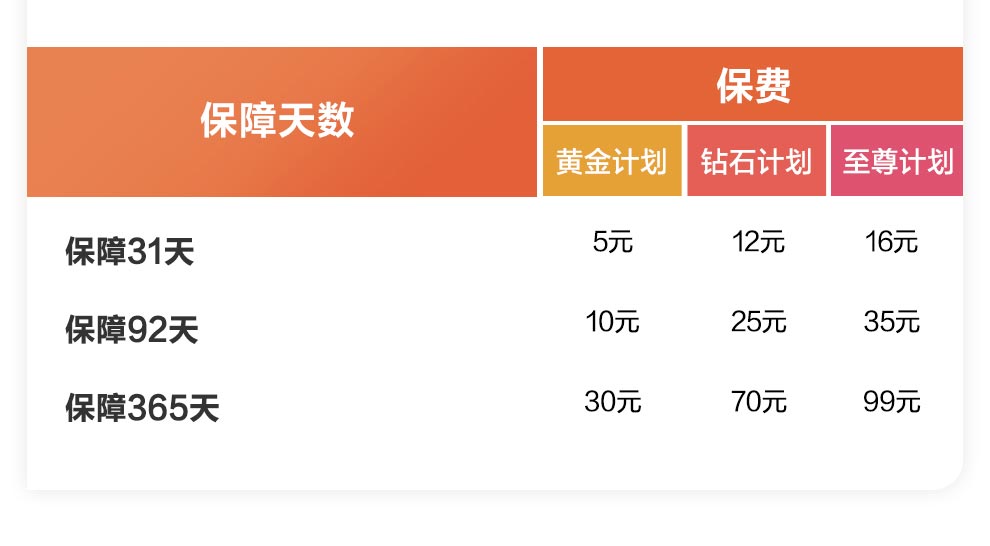 保障天数
保费
黄金计划 钻石计划 至尊计划
保障31天 5元 12元 16元
保障92天 10元 25元 35元
保障365天 30元 70元 99元